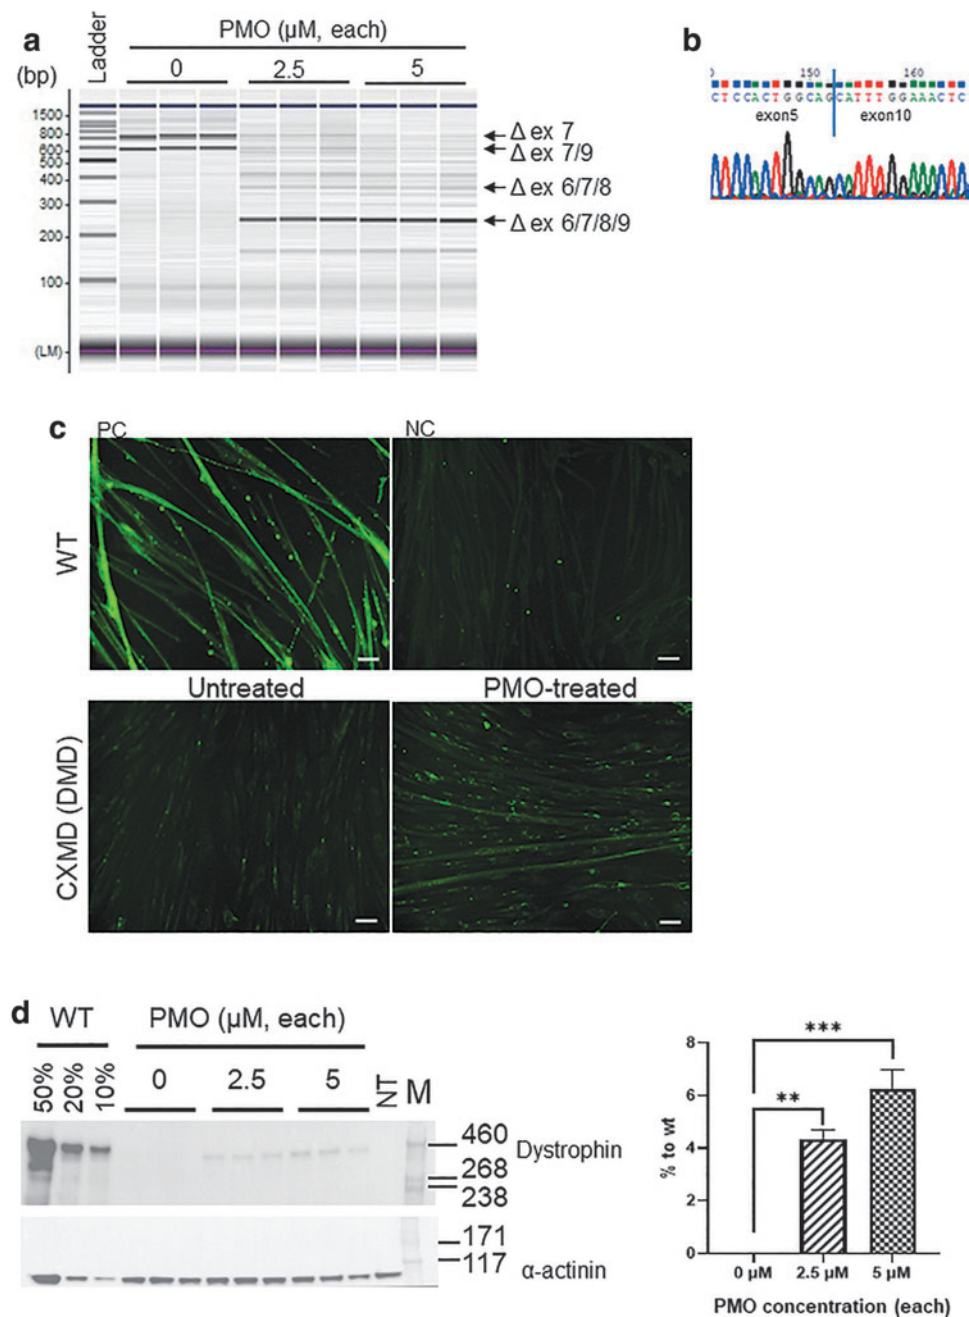 a
PMO (µM, each)
Ladder
(bp)
0 2.5 5
1500
800
600
500
400
300
200
100
(LM)
Δ ex 7
Δ ex 7/9
Δ ex 6/7/8
Δ ex 6/7/8/9
b
150 160
CTCCACTGGCAGCATTTGGAAACTC
exon5 exon10
c
PC NC
WT
Untreated PMO-treated
CXMD (DMD)
d
WT PMO (µM, each)
50% 20% 10% 0 2.5 5 NT M
460
Dystrophin
268
238
171
117
α-actinin
***
**
8
6
4
2
0
% to wt
0 µM 2.5 µM 5 µM
PMO concentration (each)